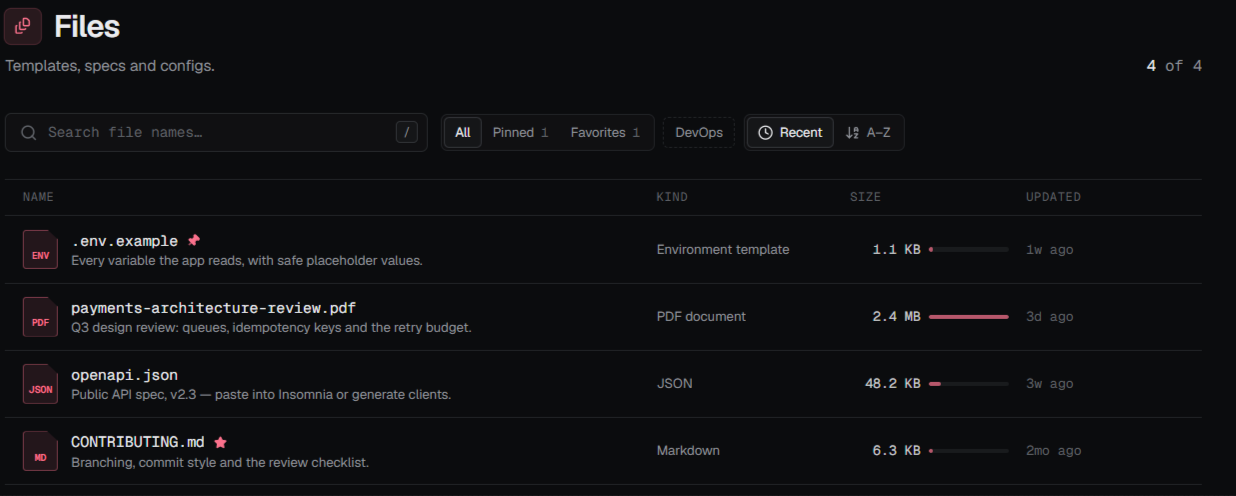 Files
Templates, specs and configs.
4 of 4
Search file names…
/
All
Pinned 1
Favorites 1
DevOps
Recent
A–Z
NAME KIND SIZE UPDATED
ENV
.env.example
Every variable the app reads, with safe placeholder values.
Environment template
1.1 KB
1w ago
PDF
payments-architecture-review.pdf
Q3 design review: queues, idempotency keys and the retry budget.
PDF document
2.4 MB
3d ago
JSON
openapi.json
Public API spec, v2.3 — paste into Insomnia or generate clients.
JSON
48.2 KB
3w ago
MD
CONTRIBUTING.md
Branching, commit style and the review checklist.
Markdown
6.3 KB
2mo ago